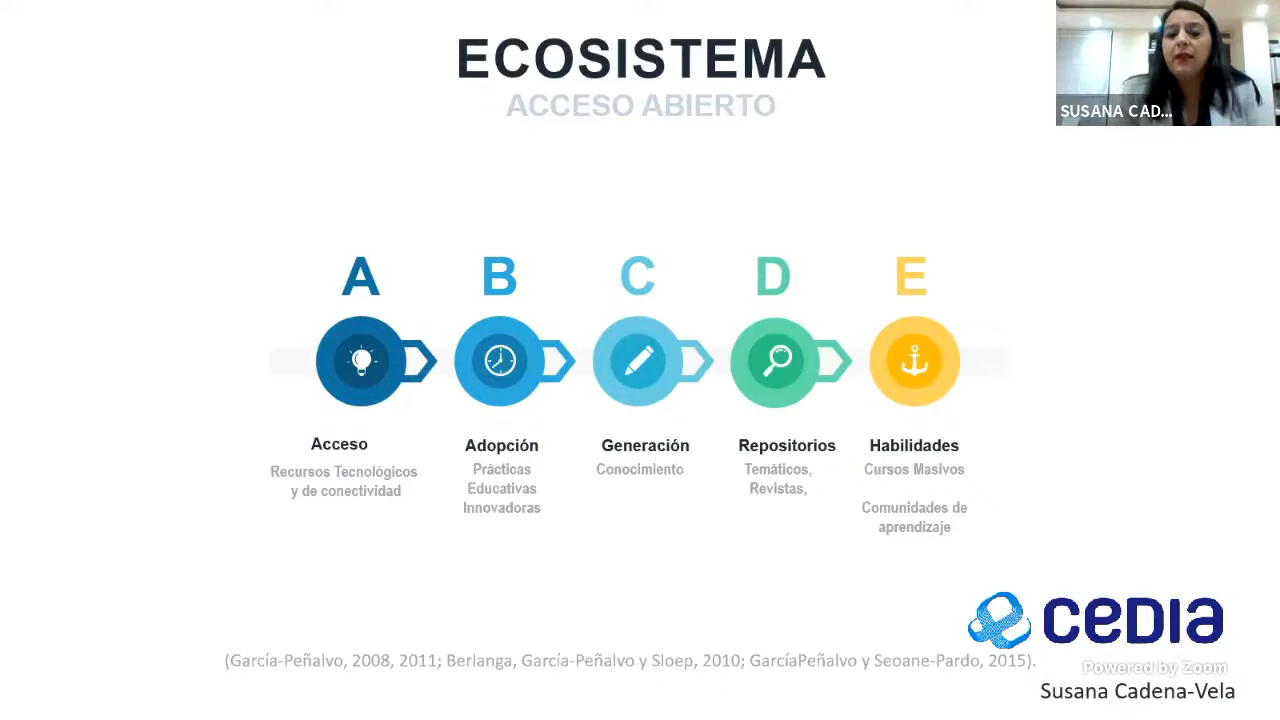 ECOSISTEMA
ACCESO ABIERTO
SUSANA CAD...
A
B
C
D
E
Acceso
Recursos Tecnológicos
y de conectividad
Adopción
Prácticas
Educativas
Innovadoras
Generación
Conocimiento
Repositorios
Temáticos,
Revistas,
Habilidades
Cursos Masivos
Comunidades de
aprendizaje
CEDIA
(García-Peñalvo, 2008, 2011; Berlanga, García-Peñalvo y Sloep, 2010; GarcíaPeñalvo y Seoane-Pardo, 2015).
Powered by Zoom
Susana Cadena-Vela